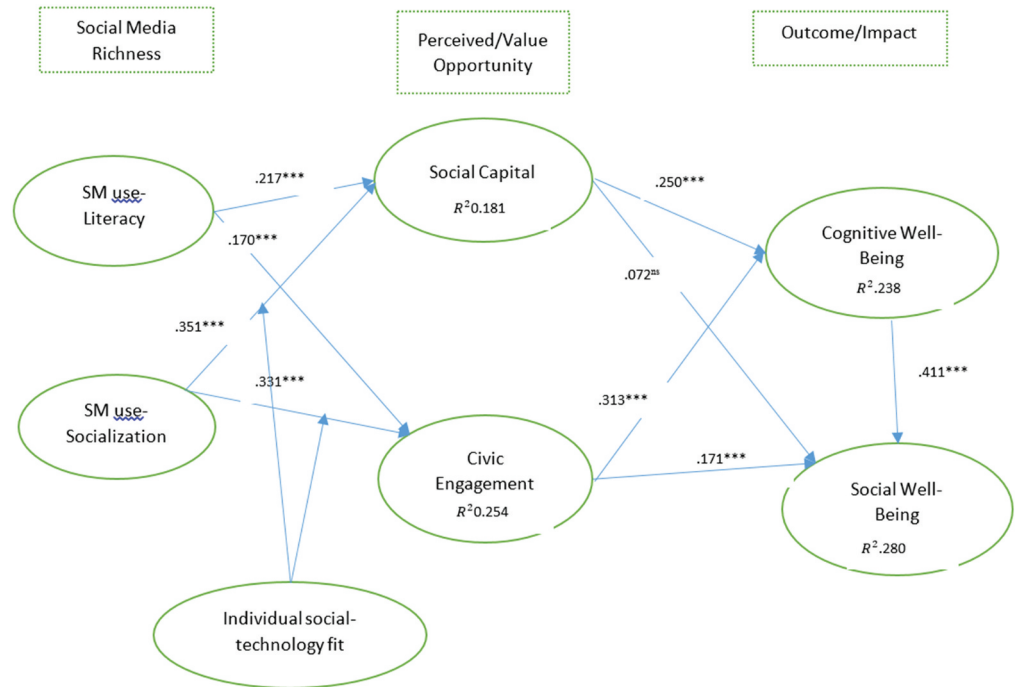 Social Media
Richness
Perceived/Value
Opportunity
Outcome/Impact
SM use-
Literacy
.217***
.170***
Social Capital
R²0.181
.250***
.072ⁿˢ
Cognitive Well-
Being
R².238
.351***
.331***
SM use-
Socialization
.313***
.171***
.411***
Civic
Engagement
R²0.254
Social Well-
Being
R².280
Individual social-
technology fit